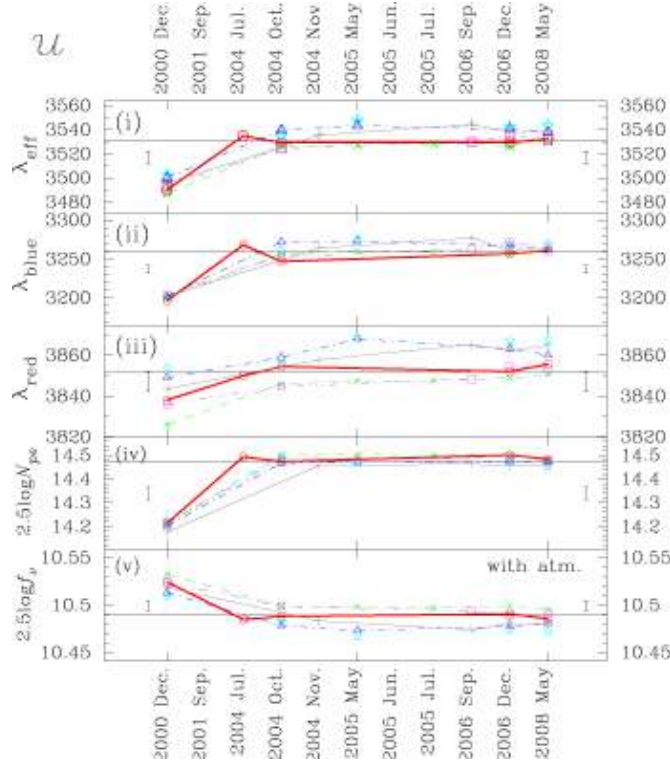 2000 Dec.
2001 Sep.
2004 Jul.
2004 Oct.
2004 Nov.
2005 May
2005 Jun.
2005 Jul.
2006 Sep.
2006 Dec.
2008 May
𝒰
(i)
λeff
3560
3540
3520
3500
3480
3560
3540
3520
3500
3480
(ii)
λblue
3300
3250
3200
3300
3250
3200
(iii)
λred
3860
3840
3820
3860
3840
3820
(iv)
2.5logNpe
14.5
14.4
14.3
14.2
14.5
14.4
14.3
14.2
(v)
with atm.
2.5logfν
10.55
10.5
10.45
10.55
10.5
10.45
2000 Dec.
2001 Sep.
2004 Jul.
2004 Oct.
2004 Nov.
2005 May
2005 Jun.
2005 Jul.
2006 Sep.
2006 Dec.
2008 May